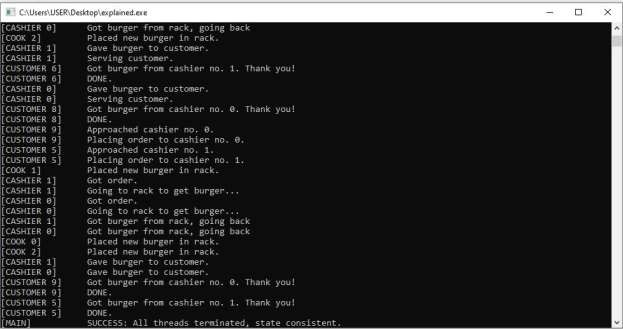 C:\Users\USER\Desktop\explained.exe
[CASHIER 0] Got burger from rack, going back
[COOK 2] Placed new burger in rack.
[CASHIER 1] Gave burger to customer.
[CASHIER 1] Serving customer.
[CUSTOMER 6] Got burger from cashier no. 1. Thank you!
[CUSTOMER 6] DONE.
[CASHIER 0] Gave burger to customer.
[CASHIER 0] Serving customer.
[CUSTOMER 8] Got burger from cashier no. 0. Thank you!
[CUSTOMER 8] DONE.
[CUSTOMER 9] Approached cashier no. 0.
[CUSTOMER 9] Placing order to cashier no. 0.
[CUSTOMER 5] Approached cashier no. 1.
[CUSTOMER 5] Placing order to cashier no. 1.
[COOK 1] Placed new burger in rack.
[CASHIER 1] Got order.
[CASHIER 1] Going to rack to get burger...
[CASHIER 0] Got order.
[CASHIER 0] Going to rack to get burger...
[CASHIER 1] Got burger from rack, going back
[CASHIER 0] Got burger from rack, going back
[COOK 0] Placed new burger in rack.
[COOK 2] Placed new burger in rack.
[CASHIER 1] Gave burger to customer.
[CASHIER 0] Gave burger to customer.
[CUSTOMER 9] Got burger from cashier no. 0. Thank you!
[CUSTOMER 9] DONE.
[CUSTOMER 5] Got burger from cashier no. 1. Thank you!
[CUSTOMER 5] DONE.
[MAIN] SUCCESS: All threads terminated, state consistent.